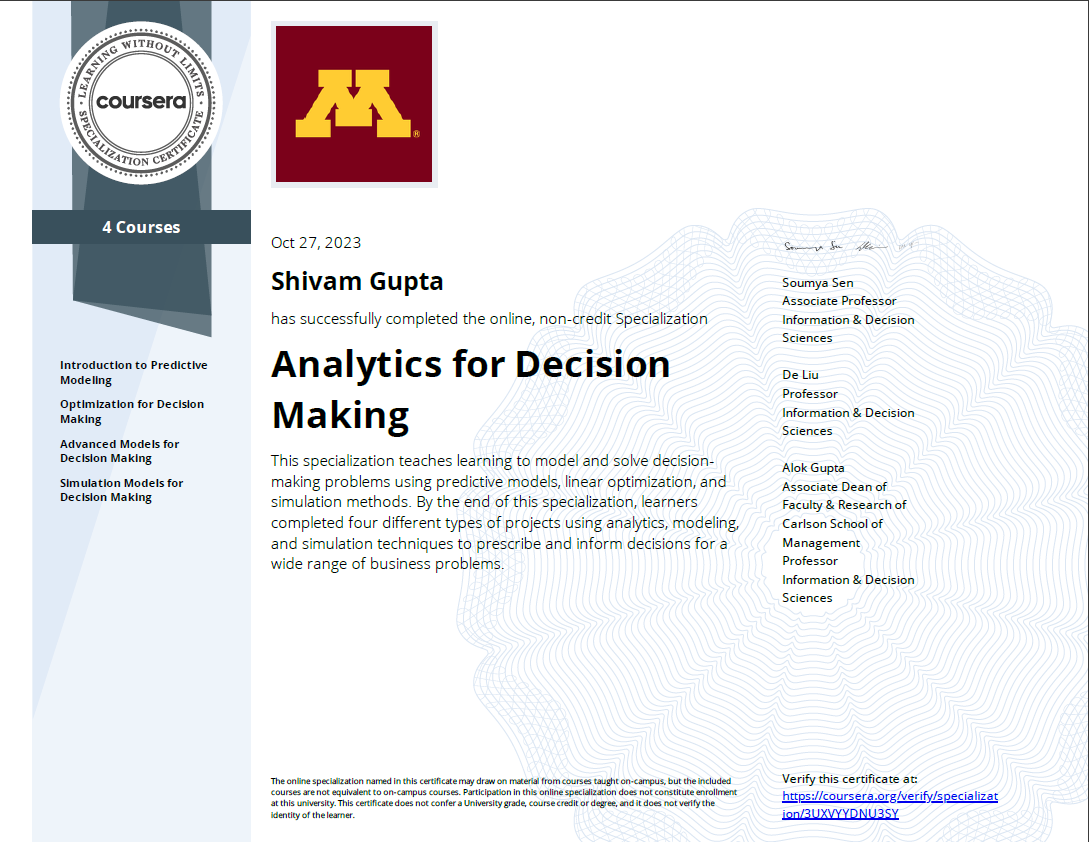 LEARNING WITHOUT LIMITS
coursera
SPECIALIZATION CERTIFICATE
4 Courses
Introduction to Predictive
Modeling
Optimization for Decision
Making
Advanced Models for
Decision Making
Simulation Models for
Decision Making
M
®
Oct 27, 2023
Shivam Gupta
has successfully completed the online, non-credit Specialization
Analytics for Decision
Making
This specialization teaches learning to model and solve decision-
making problems using predictive models, linear optimization, and
simulation methods. By the end of this specialization, learners
completed four different types of projects using analytics, modeling,
and simulation techniques to prescribe and inform decisions for a
wide range of business problems.
The online specialization named in this certificate may draw on material from courses taught on-campus, but the included
courses are not equivalent to on-campus courses. Participation in this online specialization does not constitute enrollment
at this university. This certificate does not confer a University grade, course credit or degree, and it does not verify the
identity of the learner.
Soumya Sen
Soumya Sen
Associate Professor
Information & Decision
Sciences
De Liu
Professor
Information & Decision
Sciences
Alok Gupta
Associate Dean of
Faculty & Research of
Carlson School of
Management
Professor
Information & Decision
Sciences
Verify this certificate at:
https://coursera.org/verify/specializat
ion/3UXVYYDNU3SY